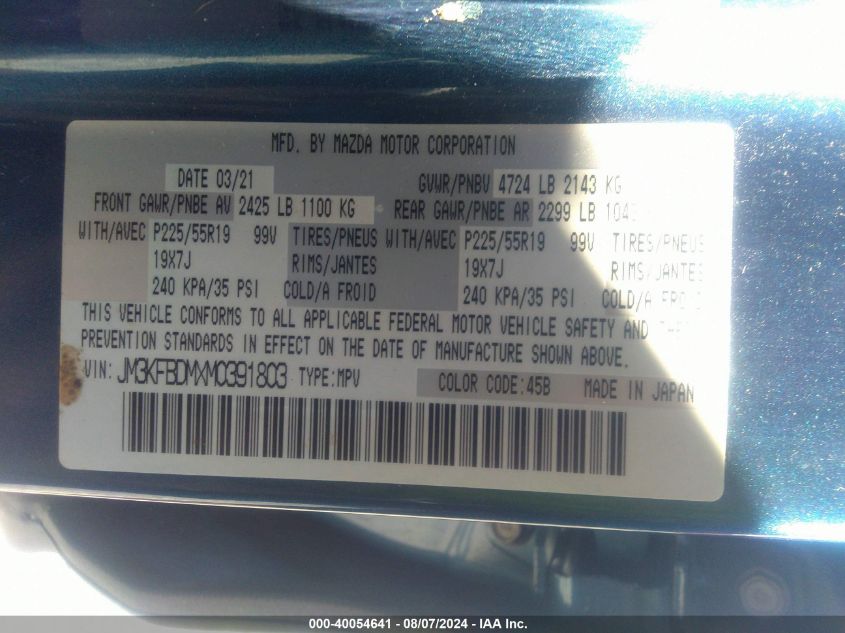 MFD. BY MAZDA MOTOR CORPORATION
DATE 03/21 GVWR/PNBV 4724 LB 2143 KG
FRONT GAWR/PNBE AV 2425 LB 1100 KG REAR GAWR/PNBE AR 2299 LB
WITH/AVEC P225/55R19 99V TIRES/PNEUS WITH/AVEC P225/55R19 99V TIRES/PNEUS
19X7J RIMS/JANTES 19X7J RIMS/JANTES
240 KPA/35 PSI COLD/A FROID 240 KPA/35 PSI COLD/A FROID
THIS VEHICLE CONFORMS TO ALL APPLICABLE FEDERAL MOTOR VEHICLE SAFETY AND THEFT
PREVENTION STANDARDS IN EFFECT ON THE DATE OF MANUFACTURE SHOWN ABOVE.
VIN: JM3KFBDMXM0391803 TYPE:MPV COLOR CODE:45B MADE IN JAPAN
000-40054641 - 08/07/2024 - IAA Inc.